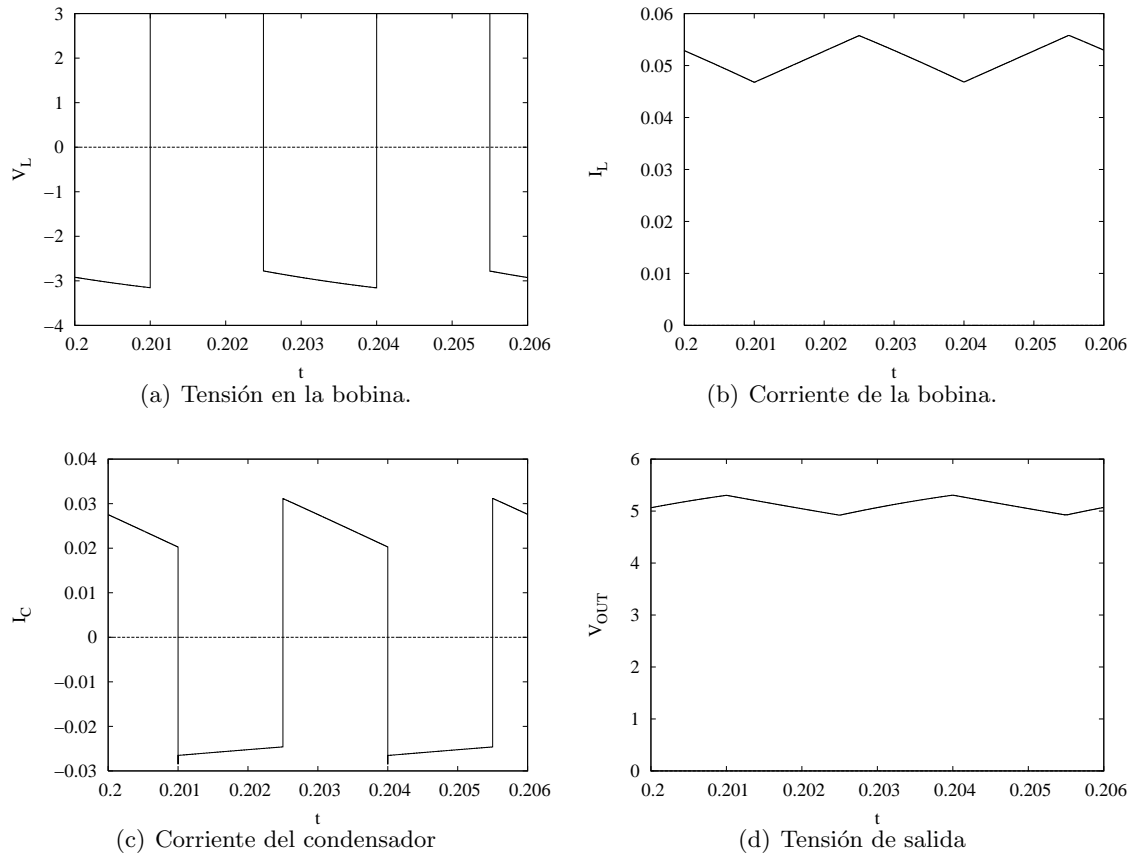 3
2
1
0
−1
−2
−3
−4
V_L
0.2 0.201 0.202 0.203 0.204 0.205 0.206
t
(a) Tensión en la bobina.
0.06
0.05
0.04
0.03
0.02
0.01
0
I_L
0.2 0.201 0.202 0.203 0.204 0.205 0.206
t
(b) Corriente de la bobina.
0.04
0.03
0.02
0.01
0
−0.01
−0.02
−0.03
I_C
0.2 0.201 0.202 0.203 0.204 0.205 0.206
t
(c) Corriente del condensador
6
5
4
3
2
1
0
V_OUT
0.2 0.201 0.202 0.203 0.204 0.205 0.206
t
(d) Tensión de salida